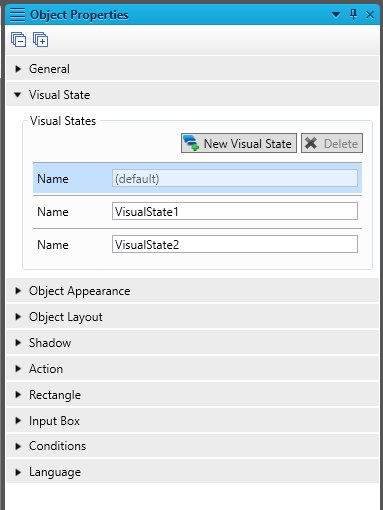 Object Properties
General
Visual State
Visual States
New Visual State
Delete
Name (default)
Name VisualState1
Name VisualState2
Object Appearance
Object Layout
Shadow
Action
Rectangle
Input Box
Conditions
Language